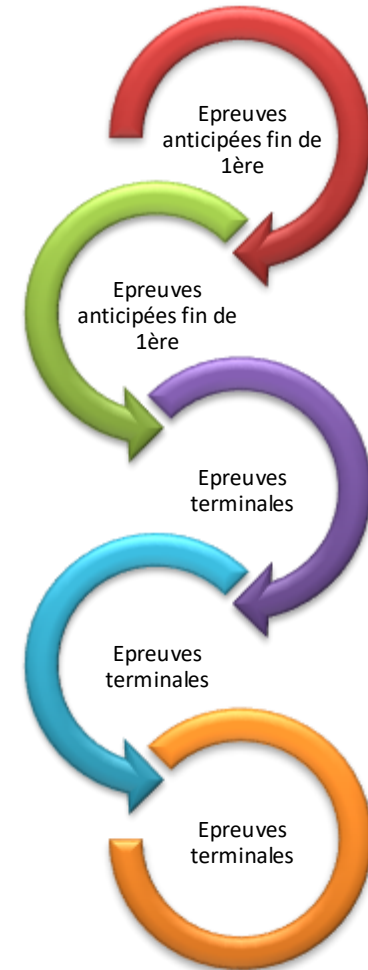 Epreuves
anticipées fin de
1ère
Epreuves
anticipées fin de
1ère
Epreuves
terminales
Epreuves
terminales
Epreuves
terminales